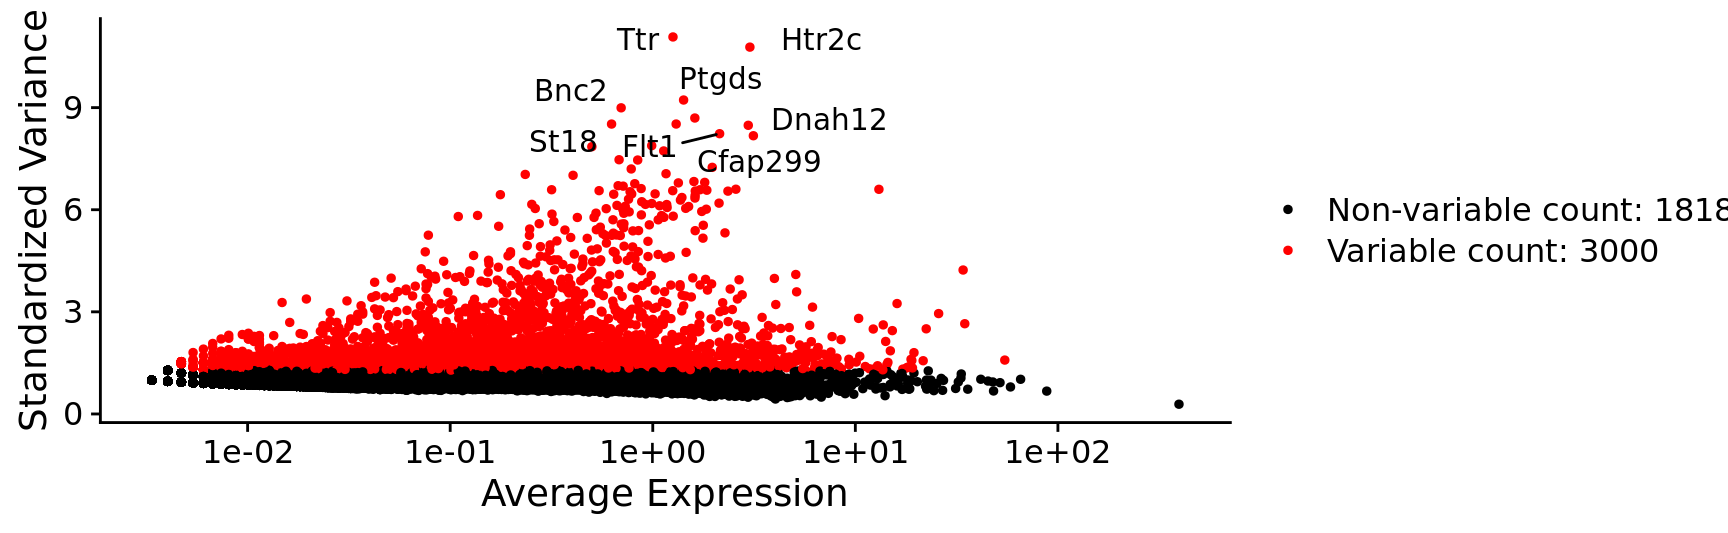 Standardized Variance
9
6
3
0
Ttr
Htr2c
Ptgds
Bnc2
Dnah12
St18
Flt1
Cfap299
1e-02 1e-01 1e+00 1e+01 1e+02
Average Expression
Non-variable count: 1818
Variable count: 3000